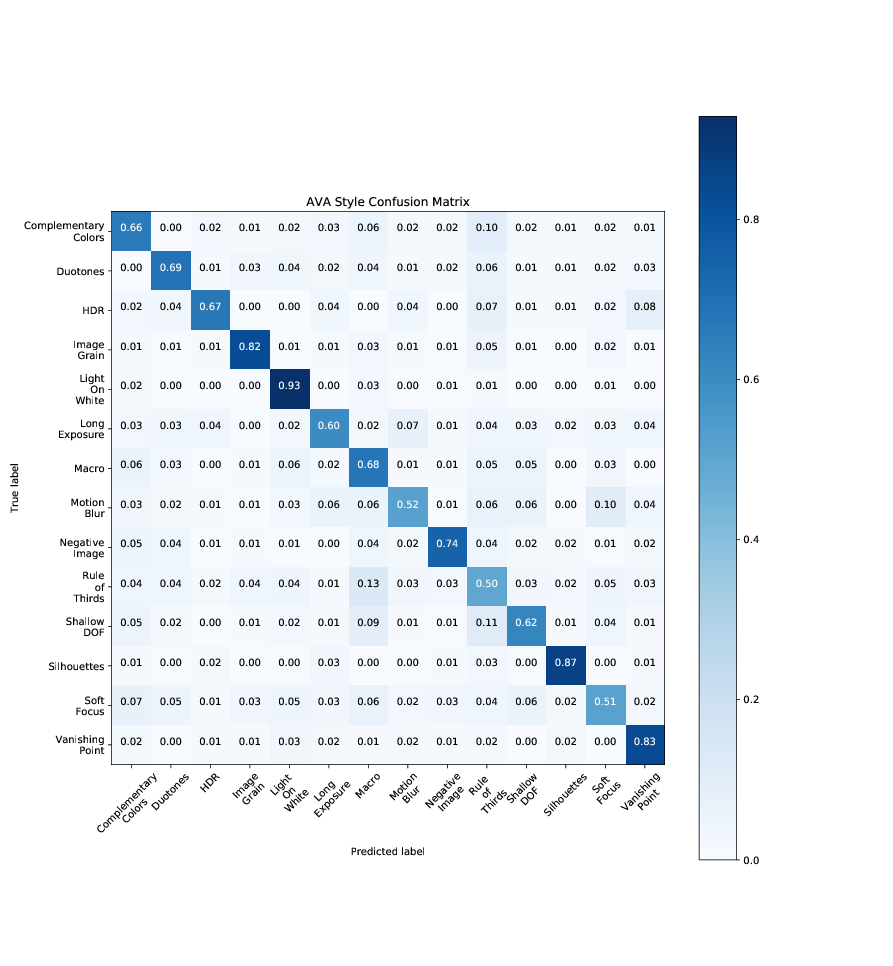 AVA Style Confusion Matrix
Complementary
Colors
0.66 0.00 0.02 0.01 0.02 0.03 0.06 0.02 0.02 0.10 0.02 0.01 0.02 0.01
Duotones
0.00 0.69 0.01 0.03 0.04 0.02 0.04 0.01 0.02 0.06 0.01 0.01 0.02 0.03
HDR
0.02 0.04 0.67 0.00 0.00 0.04 0.00 0.04 0.00 0.07 0.01 0.01 0.02 0.08
Image
Grain
0.01 0.01 0.01 0.82 0.01 0.01 0.03 0.01 0.01 0.05 0.01 0.00 0.02 0.01
Light
On
White
0.02 0.00 0.00 0.00 0.93 0.00 0.03 0.00 0.01 0.01 0.00 0.00 0.01 0.00
Long
Exposure
0.03 0.03 0.04 0.00 0.02 0.60 0.02 0.07 0.01 0.04 0.03 0.02 0.03 0.04
Macro
0.06 0.03 0.00 0.01 0.06 0.02 0.68 0.01 0.01 0.05 0.05 0.00 0.03 0.00
Motion
Blur
0.03 0.02 0.01 0.01 0.03 0.06 0.06 0.52 0.01 0.06 0.06 0.00 0.10 0.04
Negative
Image
0.05 0.04 0.01 0.01 0.01 0.00 0.04 0.02 0.74 0.04 0.02 0.02 0.01 0.02
Rule
of
Thirds
0.04 0.04 0.02 0.04 0.04 0.01 0.13 0.03 0.03 0.50 0.03 0.02 0.05 0.03
Shallow
DOF
0.05 0.02 0.00 0.01 0.02 0.01 0.09 0.01 0.01 0.11 0.62 0.01 0.04 0.01
Silhouettes
0.01 0.00 0.02 0.00 0.00 0.03 0.00 0.00 0.01 0.03 0.00 0.87 0.00 0.01
Soft
Focus
0.07 0.05 0.01 0.03 0.05 0.03 0.06 0.02 0.03 0.04 0.06 0.02 0.51 0.02
Vanishing
Point
0.02 0.00 0.01 0.01 0.03 0.02 0.01 0.02 0.01 0.02 0.00 0.02 0.00 0.83
True label
Complementary
Colors
Duotones
HDR
Image
Grain
Light
On
White
Long
Exposure
Macro
Motion
Blur
Negative
Image
Rule
of
Thirds
Shallow
DOF
Silhouettes
Soft
Focus
Vanishing
Point
Predicted label
0.8
0.6
0.4
0.2
0.0